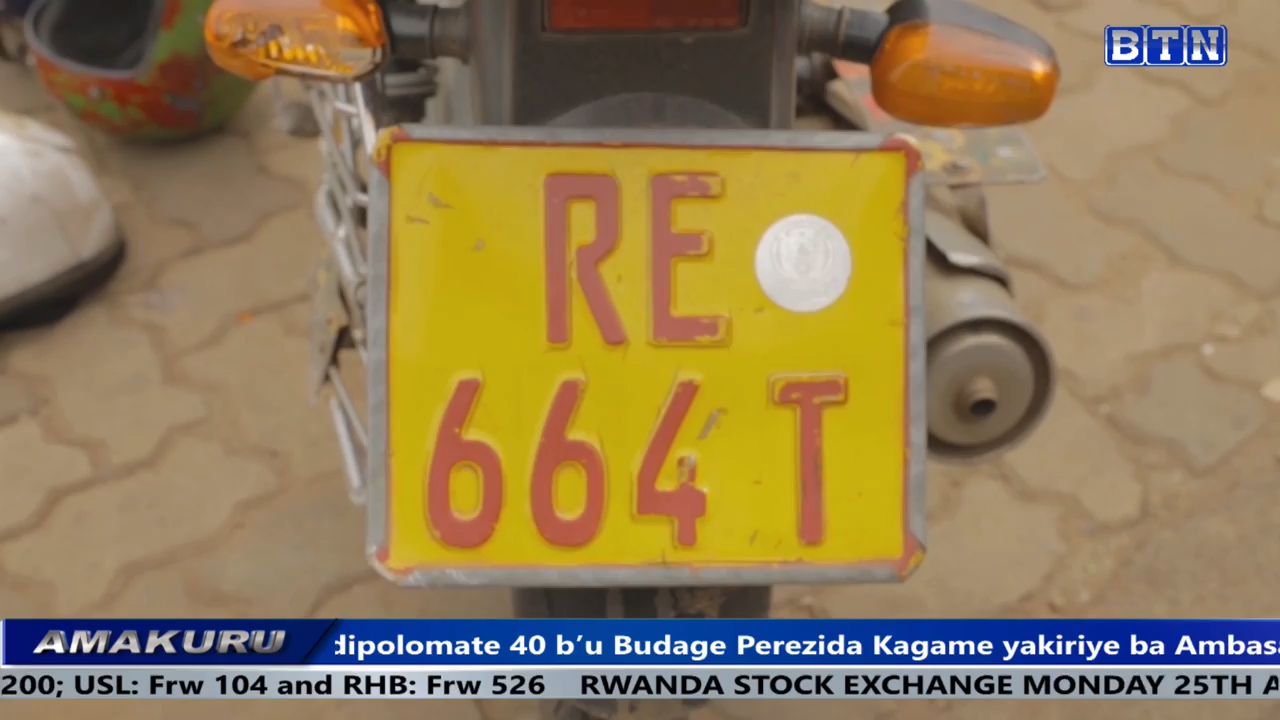 BTN
RE
664 T
AMAKURU
dipolomate 40 b'u Budage Perezida Kagame yakiriye ba Ambas
200; USL: Frw 104 and RHB: Frw 526 RWANDA STOCK EXCHANGE MONDAY 25TH A